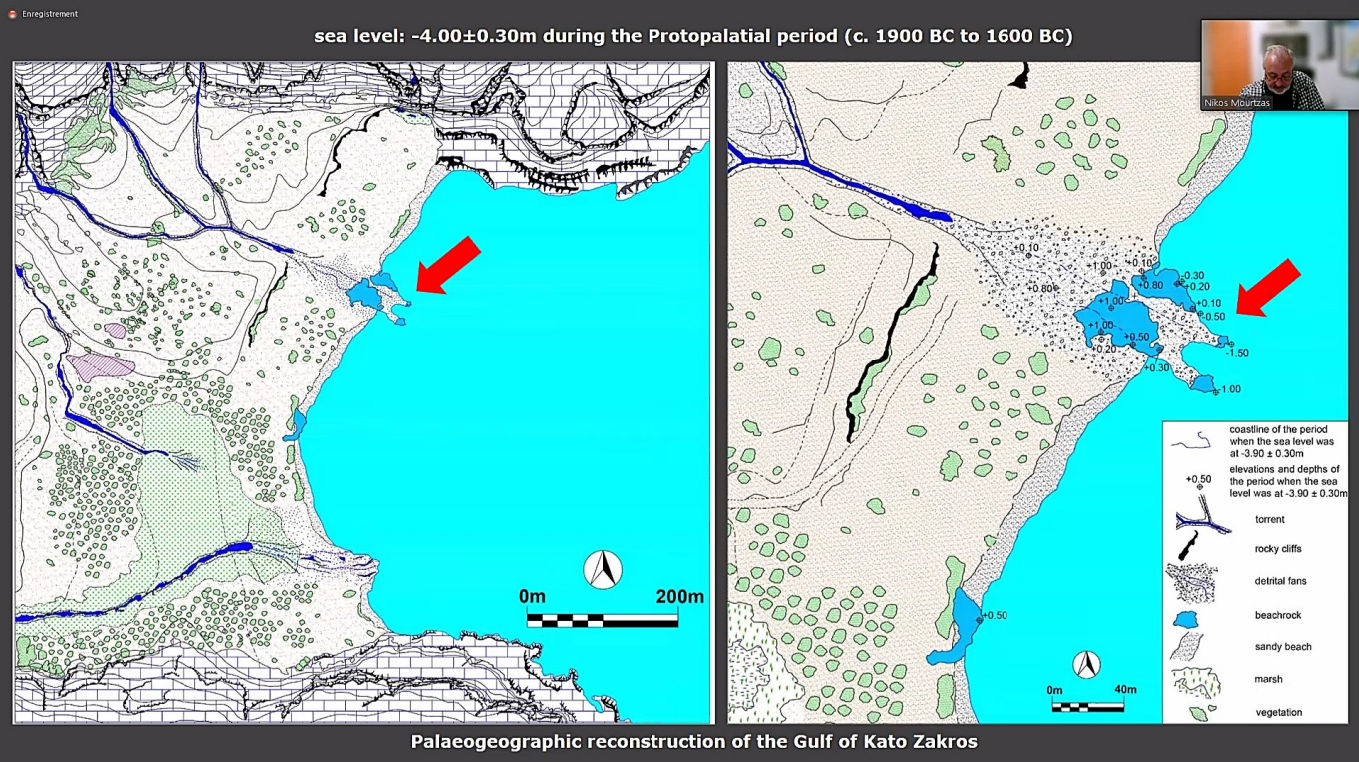 Enregistrement
sea level: -4.00±0.30m during the Protopalatial period (c. 1900 BC to 1600 BC)
Nikos Mourtzas
0m 200m
+0.10
+1.00
+0.10
+0.80
-0.30
+0.20
+0.80
+1.00
+0.10
-0.50
+1.00
+0.50
+0.20
-1.50
+0.30
-1.00
+0.50
0m 40m
coastline of the period
when the sea level was
at -3.90 ± 0.30m
+0.50
elevations and depths of
the period when the sea
level was at -3.90 ± 0.30m
torrent
rocky cliffs
detrital fans
beachrock
sandy beach
marsh
vegetation
Palaeogeographic reconstruction of the Gulf of Kato Zakros